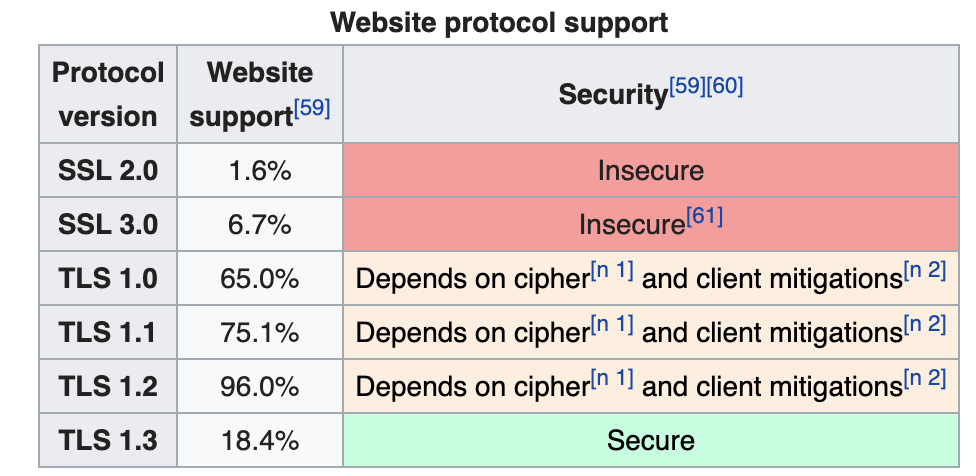 Website protocol support
Protocol version Website support[59] Security[59][60]
SSL 2.0 1.6% Insecure
SSL 3.0 6.7% Insecure[61]
TLS 1.0 65.0% Depends on cipher[n 1] and client mitigations[n 2]
TLS 1.1 75.1% Depends on cipher[n 1] and client mitigations[n 2]
TLS 1.2 96.0% Depends on cipher[n 1] and client mitigations[n 2]
TLS 1.3 18.4% Secure